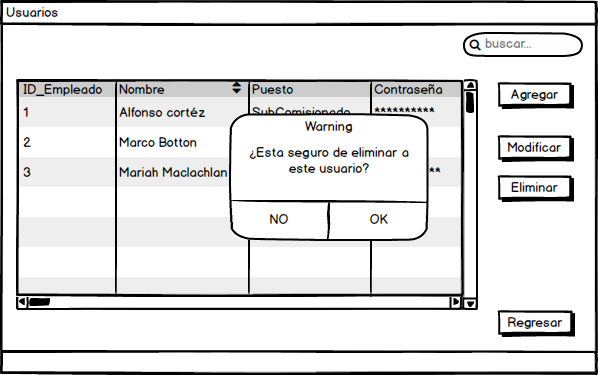 Usuarios
buscar...
ID_Empleado Nombre Puesto Contraseña
1 Alfonso cortéz SubComisionado **********
2 Marco Botton
3 Mariah Maclachlan **
Warning
¿Esta seguro de eliminar a
este usuario?
NO OK
Agregar
Modificar
Eliminar
Regresar